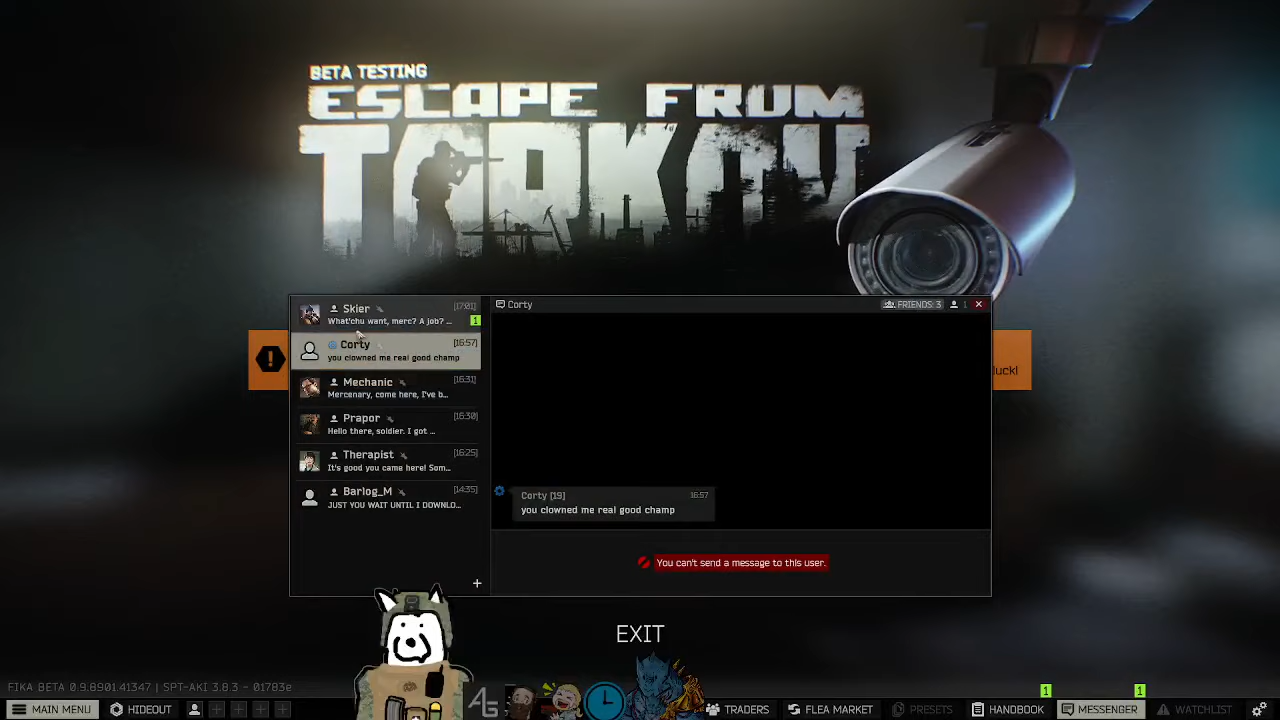 BETA TESTING
ESCAPE FROM
TARKOV
Skier
[17:01]
What'chu want, merc? A job? ...
1
Corty
[16:57]
you clowned me real good champ
Mechanic
[16:31]
Mercenary, come here, I've b...
Prapor
[16:30]
Hello there, soldier. I got ...
Therapist
[16:25]
It's good you came here! Som...
Barlog_M
[14:35]
JUST YOU WAIT UNTIL I DOWNLO...
+
Corty
FRIENDS: 3
1
Corty [19]
16:57
you clowned me real good champ
You can't send a message to this user.
!
luck!
EXIT
FIKA BETA 0.9.8901.41347 | SPT-AKI 3.8.3 - 01783e
1
1
MAIN MENU
HIDEOUT
TRADERS
FLEA MARKET
PRESETS
HANDBOOK
MESSENGER
WATCHLIST